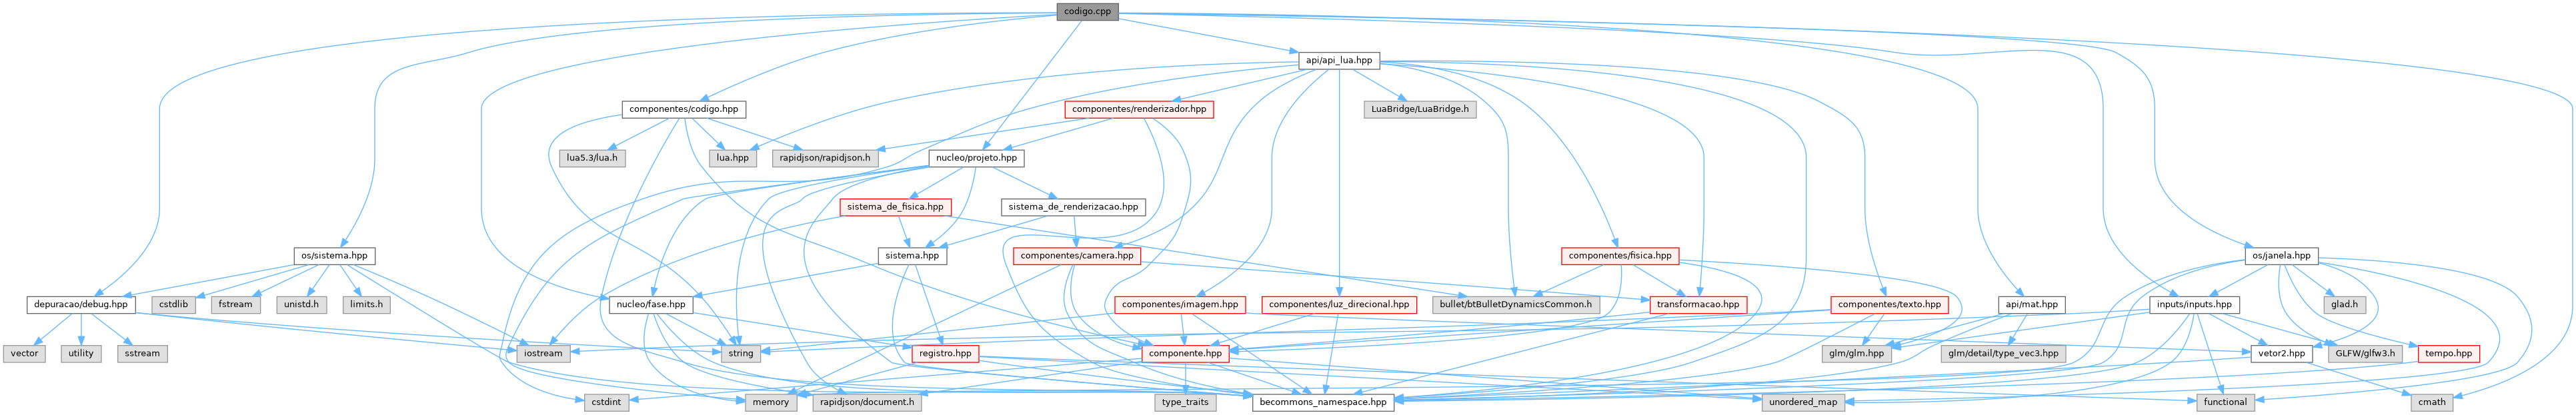 codigo.cpp
api/api_lua.hpp
componentes/codigo.hpp
componentes/renderizador.hpp
LuaBridge/LuaBridge.h
lua5.3/lua.h
lua.hpp
rapidjson/rapidjson.h
nucleo/projeto.hpp
sistema_de_fisica.hpp
sistema_de_renderizacao.hpp
os/sistema.hpp
sistema.hpp
componentes/camera.hpp
componentes/fisica.hpp
os/janela.hpp
depuracao/debug.hpp
cstdlib
fstream
unistd.h
limits.h
nucleo/fase.hpp
componentes/imagem.hpp
componentes/luz_direcional.hpp
bullet/btBulletDynamicsCommon.h
transformacao.hpp
componentes/texto.hpp
api/mat.hpp
inputs/inputs.hpp
glad.h
vector
utility
sstream
iostream
string
registro.hpp
componente.hpp
glm/glm.hpp
glm/detail/type_vec3.hpp
vetor2.hpp
GLFW/glfw3.h
tempo.hpp
cstdint
memory
rapidjson/document.h
type_traits
becommons_namespace.hpp
unordered_map
functional
cmath